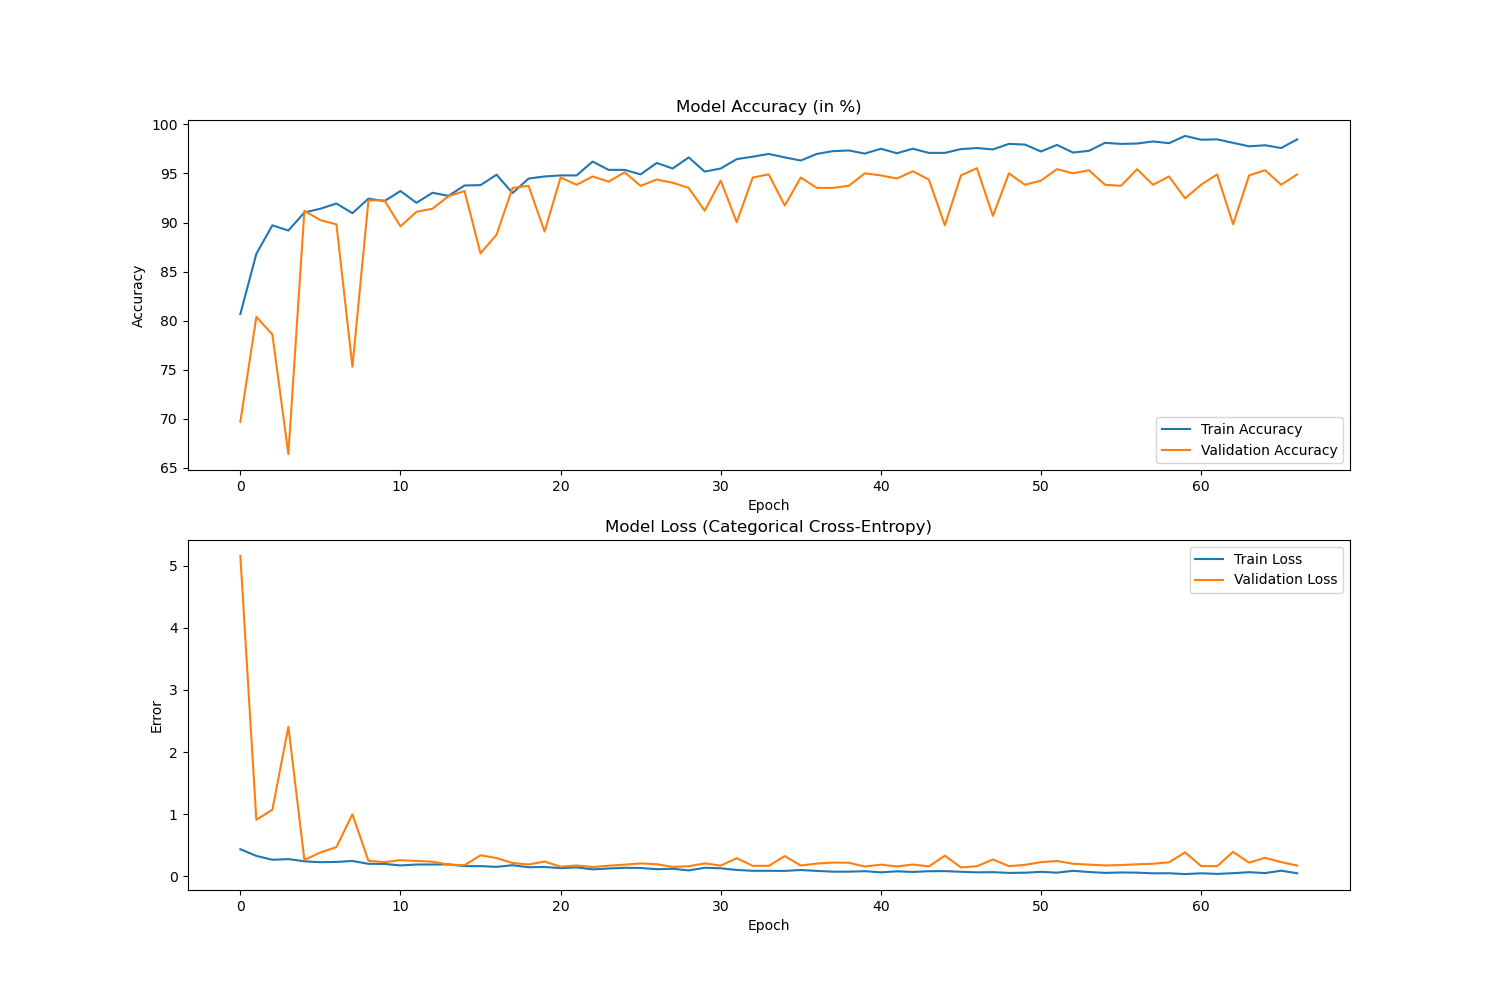 Model Accuracy (in %)
100
95
90
85
80
75
70
65
Accuracy
Train Accuracy
Validation Accuracy
0 10 20 30 40 50 60
Epoch
Model Loss (Categorical Cross-Entropy)
5
4
3
2
1
0
Error
Train Loss
Validation Loss
0 10 20 30 40 50 60
Epoch